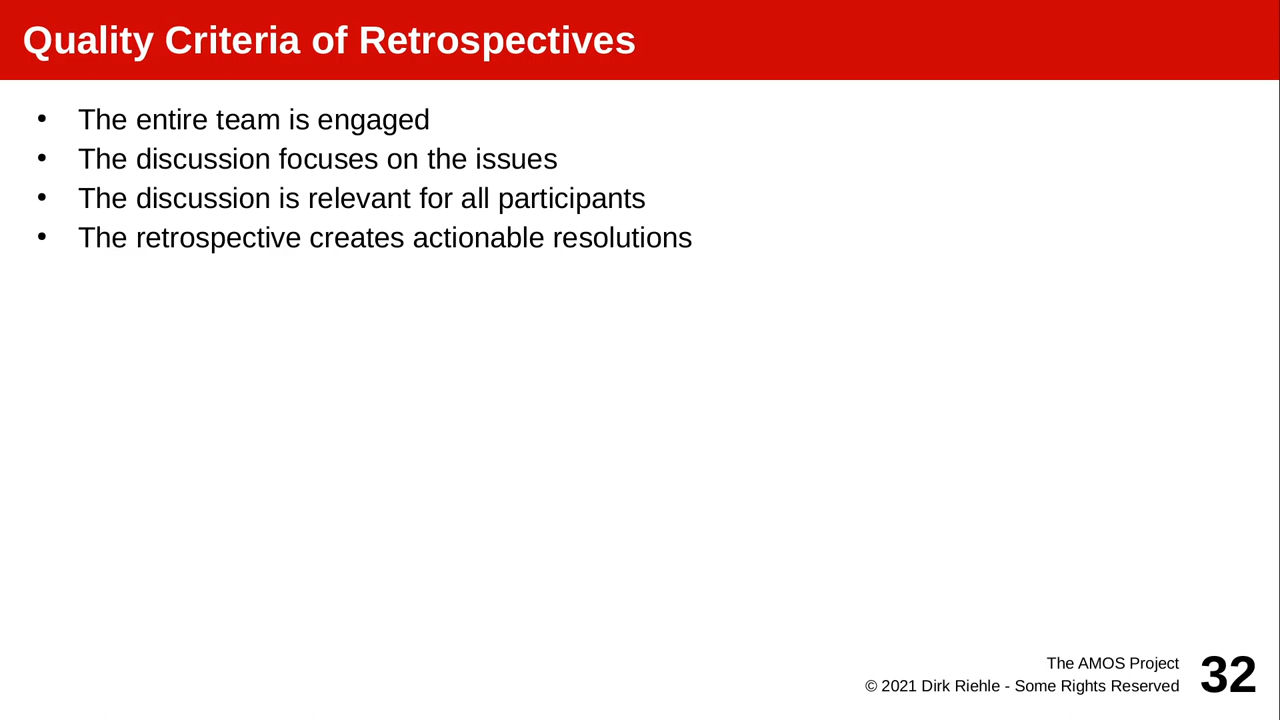 Quality Criteria of Retrospectives
• The entire team is engaged
• The discussion focuses on the issues
• The discussion is relevant for all participants
• The retrospective creates actionable resolutions
The AMOS Project
© 2021 Dirk Riehle - Some Rights Reserved
32